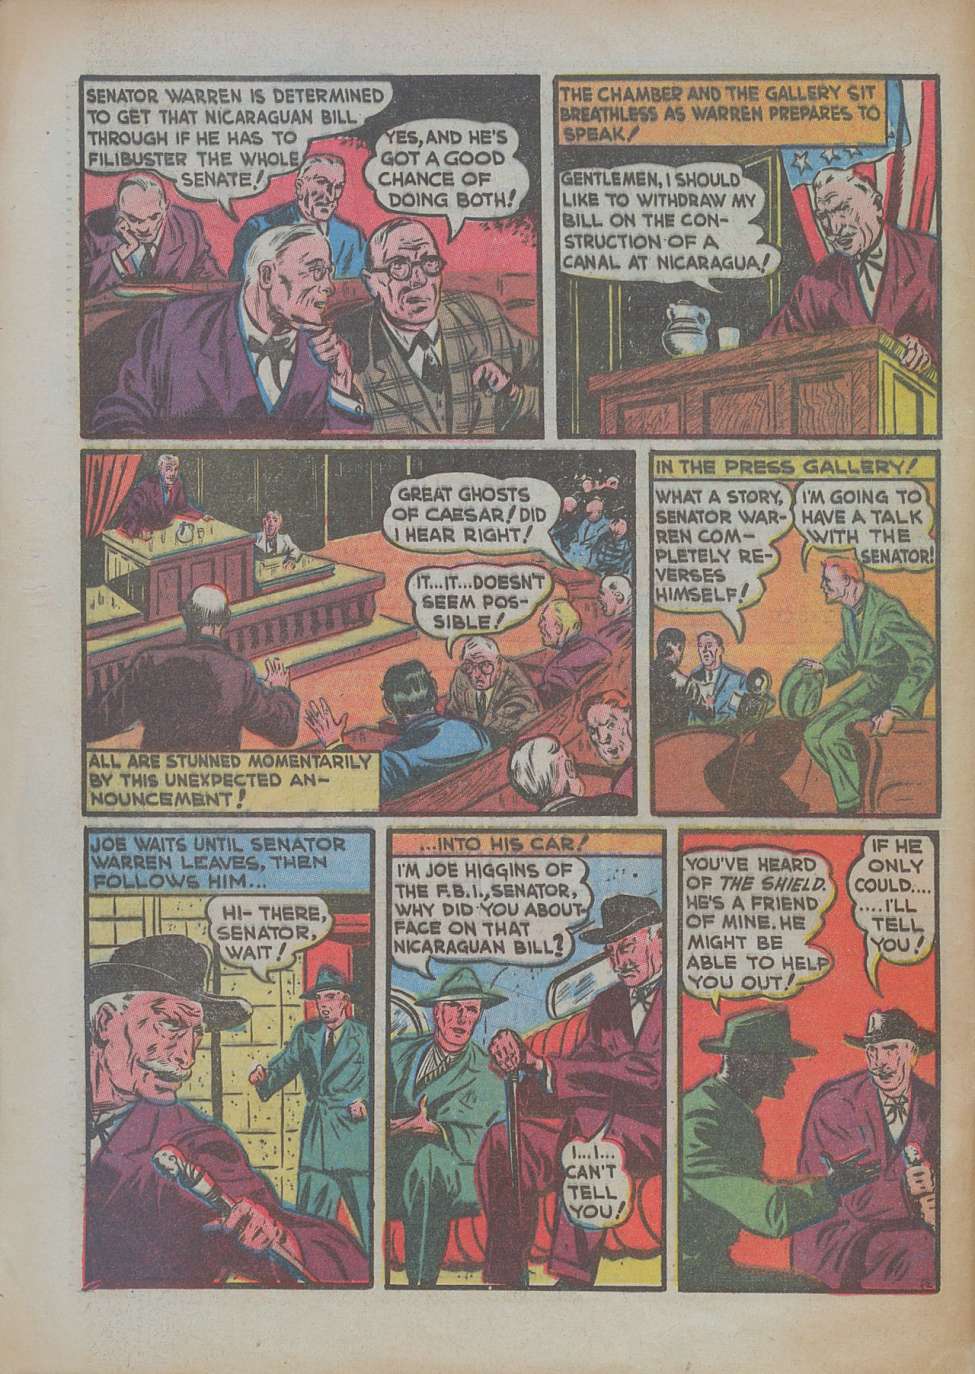 SENATOR WARREN IS DETERMINED
TO GET THAT NICARAGUAN BILL
THROUGH IF HE HAS TO
FILIBUSTER THE WHOLE
SENATE!
YES, AND HE'S
GOT A GOOD
CHANCE OF
DOING BOTH!
THE CHAMBER AND THE GALLERY SIT
BREATHLESS AS WARREN PREPARES TO
SPEAK!
GENTLEMEN, I SHOULD
LIKE TO WITHDRAW MY
BILL ON THE CON-
STRUCTION OF A
CANAL AT NICARAGUA!
GREAT GHOSTS
OF CAESAR! DID
I HEAR RIGHT!
IT...IT...DOESN'T
SEEM POS-
SIBLE!
ALL ARE STUNNED MOMENTARILY
BY THIS UNEXPECTED AN-
NOUNCEMENT!
IN THE PRESS GALLERY!
WHAT A STORY,
SENATOR WAR-
REN COM-
PLETELY RE-
VERSES
HIMSELF!
I'M GOING TO
HAVE A TALK
WITH THE
SENATOR!
JOE WAITS UNTIL SENATOR
WARREN LEAVES, THEN
FOLLOWS HIM...
HI-THERE,
SENATOR,
WAIT!
...INTO HIS CAR!
I'M JOE HIGGINS OF
THE F.B.I., SENATOR,
WHY DID YOU ABOUT-
FACE ON THAT
NICARAGUAN BILL?
I...I...
CAN'T
TELL
YOU!
YOU'VE HEARD
OF THE SHIELD.
HE'S A FRIEND
OF MINE. HE
MIGHT BE
ABLE TO HELP
YOU OUT!
IF HE
ONLY
COULD....
....I'LL
TELL
YOU!